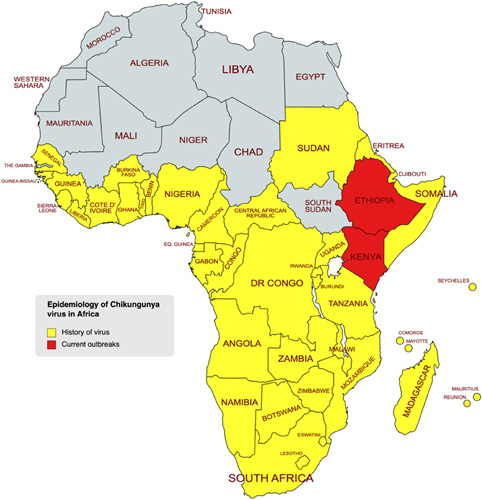 TUNISIA
MOROCCO
ALGERIA
LIBYA
EGYPT
WESTERN
SAHARA
MAURITANIA
MALI
NIGER
CHAD
SUDAN
ERITREA
DJIBOUTI
SENEGAL
THE GAMBIA
GUINEA-BISSAU
GUINEA
SIERRA
LEONE
LIBERIA
COTE D'
IVOIRE
BURKINA
FASO
GHANA
TOGO
BENIN
NIGERIA
CAMEROON
CENTRAL AFRICAN
REPUBLIC
SOUTH
SUDAN
ETHIOPIA
SOMALIA
EQ. GUINEA
GABON
CONGO
DR CONGO
UGANDA
KENYA
RWANDA
BURUNDI
TANZANIA
SEYCHELLES
COMOROS
MAYOTTE
ANGOLA
ZAMBIA
MALAWI
MOZAMBIQUE
ZIMBABWE
NAMIBIA
BOTSWANA
MADAGASCAR
MAURITIUS
REUNION
ESWATINI
LESOTHO
SOUTH AFRICA
Epidemiology of Chikungunya
virus in Africa
History of virus
Current outbreaks